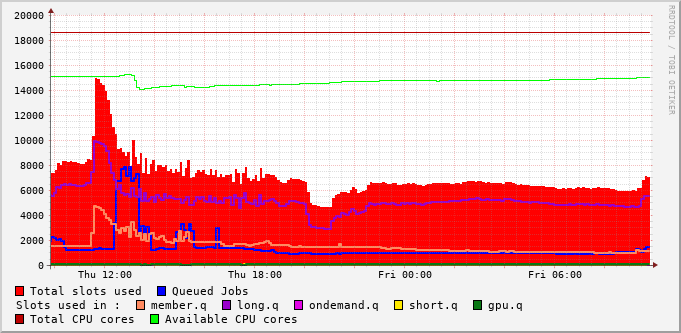 RRDTOOL / TOBI OETIKER
20000
18000
16000
14000
12000
10000
8000
6000
4000
2000
0
Thu 12:00 Thu 18:00 Fri 00:00 Fri 06:00
Total slots used Queued Jobs
Slots used in : member.q long.q ondemand.q short.q gpu.q
Total CPU cores Available CPU cores